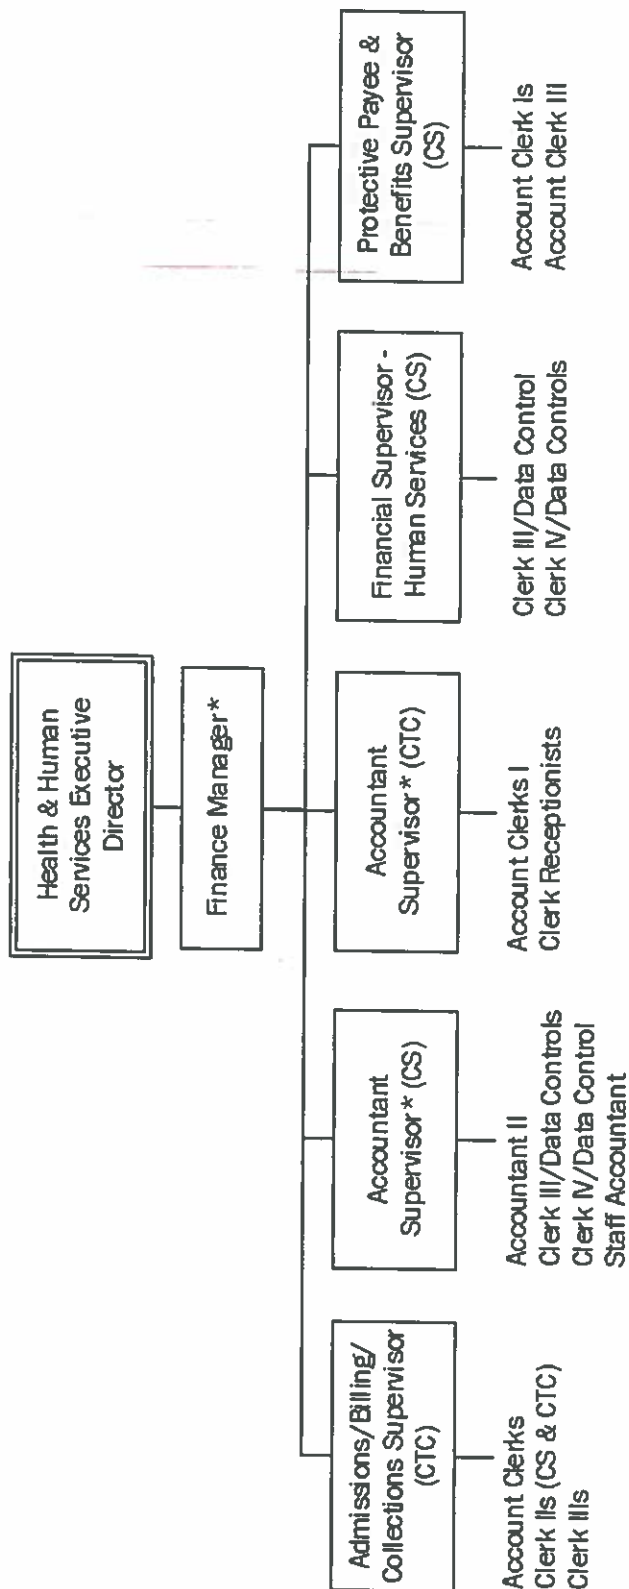 Health & Human
Services Executive
Director
Finance Manager*
Admissions/Billing/
Collections Supervisor
(CTC)
Account Clerks
Clerk IIs (CS & CTC)
Clerk IIIs
Accountant
Supervisor* (CS)
Accountant II
Clerk III/Data Controls
Clerk IV/Data Control
Staff Accountant
Accountant
Supervisor* (CTC)
Account Clerks I
Clerk Receptionists
Financial Supervisor -
Human Services (CS)
Clerk III/Data Control
Clerk IV/Data Controls
Protective Payee &
Benefits Supervisor
(CS)
Account Clerk Is
Account Clerk III